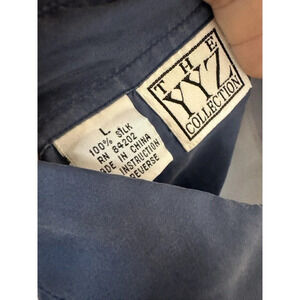 THE
YYZ
COLLECTION
L
100% SILK
RN 84202
MADE IN CHINA
INSTRUCTION
REVERSE